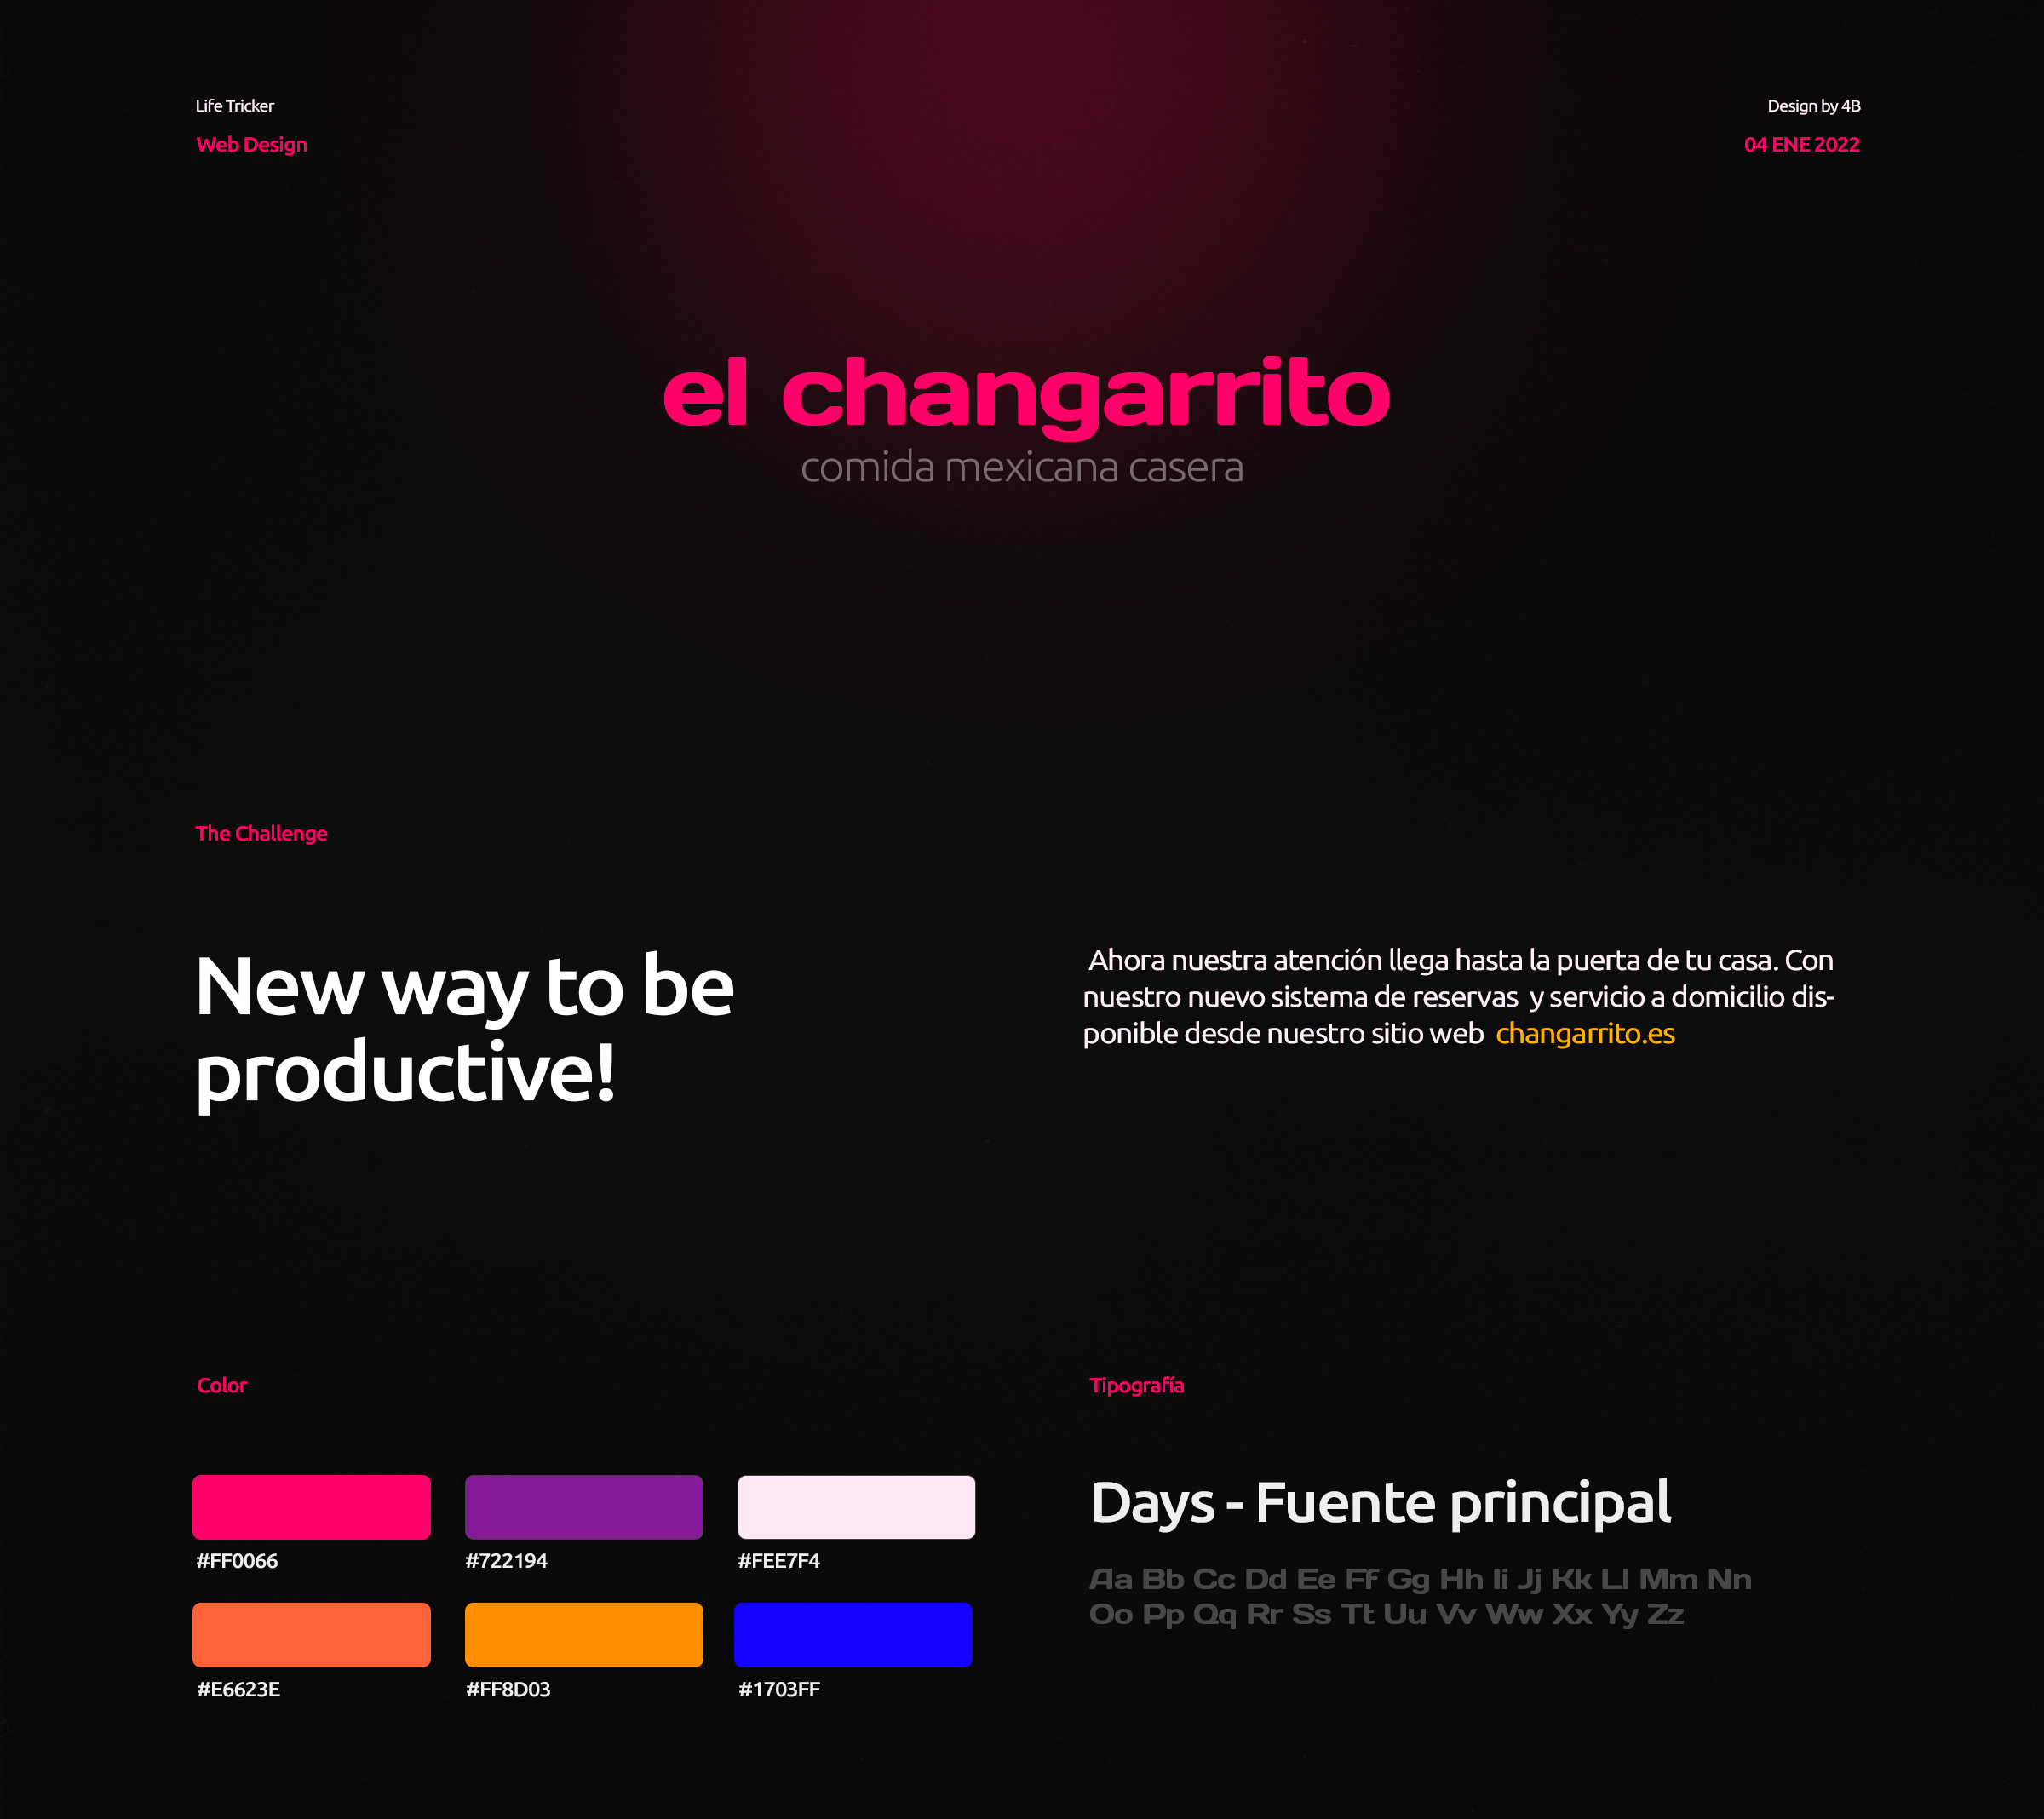 Life Tricker
Design by 4B
Web Design
04 ENE 2022
el changarrito
comida mexicana casera
The Challenge
New way to be
productive!
Ahora nuestra atención llega hasta la puerta de tu casa. Con
nuestro nuevo sistema de reservas y servicio a domicilio dis-
ponible desde nuestro sitio web changarrito.es
Color
#FF0066
#722194
#FEE7F4
#E6623E
#FF8D03
#1703FF
Tipografía
Days - Fuente principal
Aa Bb Cc Dd Ee Ff Gg Hh Ii Jj Kk Ll Mm Nn
Oo Pp Qq Rr Ss Tt Uu Vv Ww Xx Yy Zz